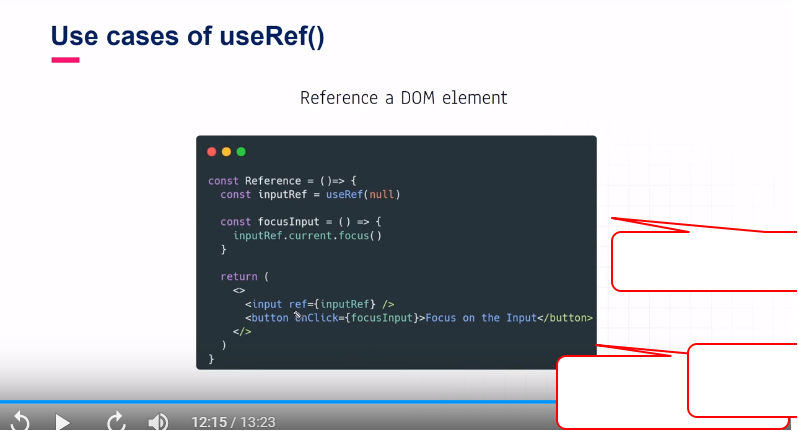 Use cases of useRef()
Reference a DOM element
const Reference = ()=> {
const inputRef = useRef(null)
const focusInput = () => {
inputRef.current.focus()
}
return (
<>
<input ref={inputRef} />
<button onClick={focusInput}>Focus on the Input</button>
</>
)
}
12:15 / 13:23